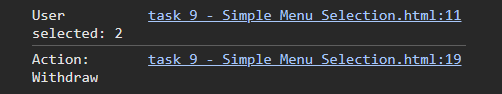 User task 9 - Simple Menu Selection.html:11
selected: 2
Action: task 9 - Simple Menu Selection.html:19
Withdraw